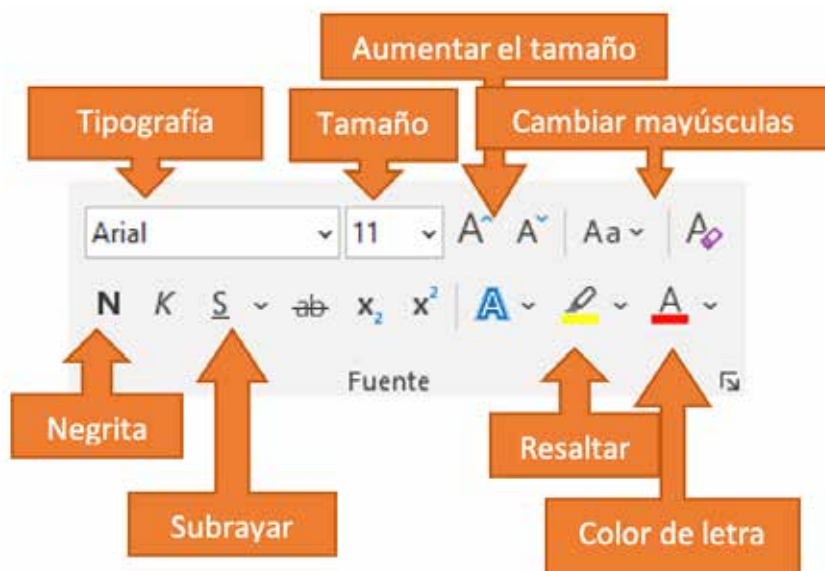 Aumentar el tamaño
Tipografía
Tamaño
Cambiar mayúsculas
Arial
11
A A Aa A
N K S ab x₂ x² A A
Fuente
Negrita
Resaltar
Subrayar
Color de letra